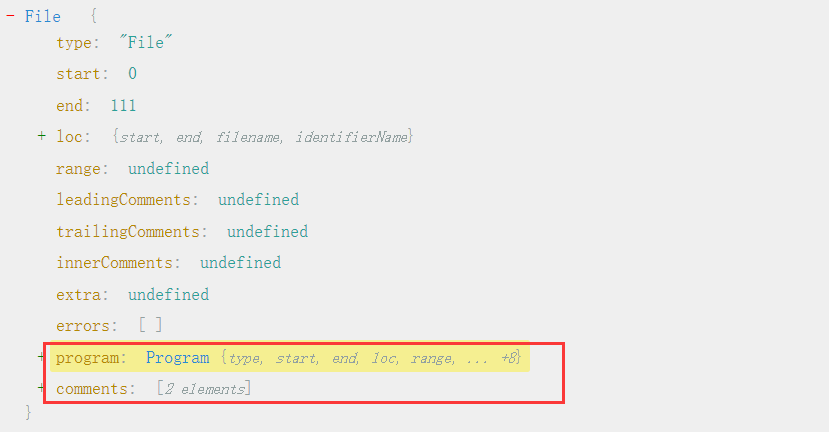 - File {
type: "File"
start: 0
end: 111
+ loc: {start, end, filename, identifierName}
range: undefined
leadingComments: undefined
trailingComments: undefined
innerComments: undefined
extra: undefined
errors: [ ]
+ program: Program {type, start, end, loc, range, ... +8}
+ comments: [2 elements]
}